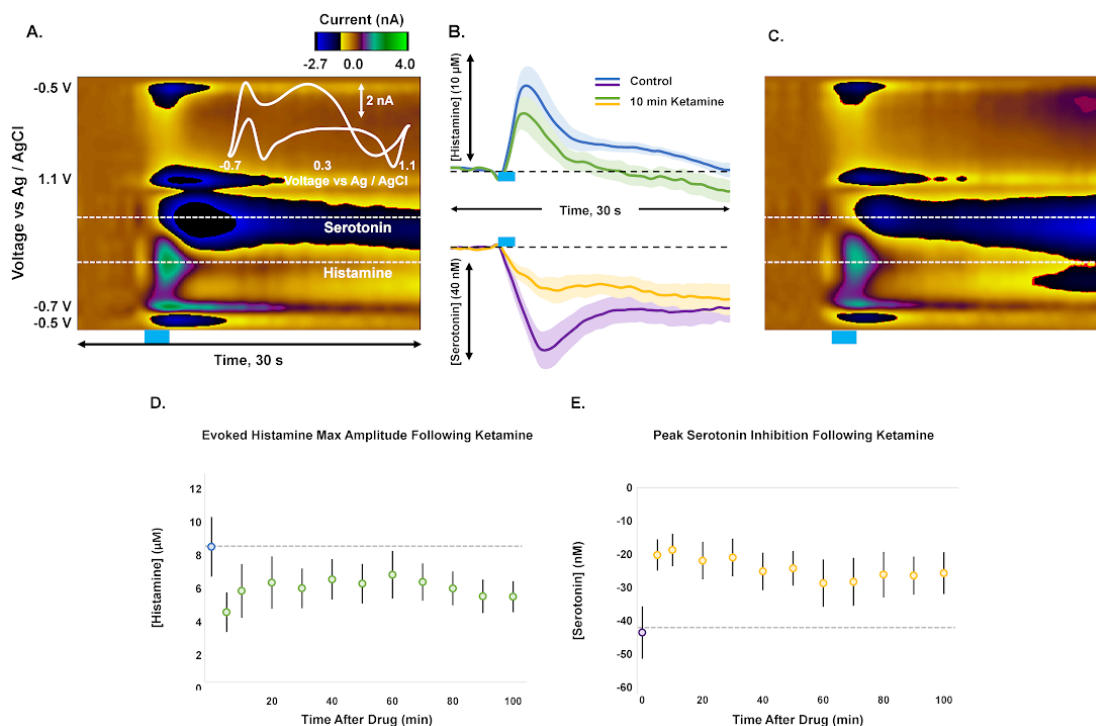 A.
Current (nA)
-2.7 0.0 4.0
-0.5 V
1.1 V
-0.7 V
-0.5 V
Voltage vs Ag / AgCl
2 nA
-0.7 0.3 1.1
Voltage vs Ag / AgCl
Serotonin
Histamine
Time, 30 s
B.
[Histamine] (10 µM)
Control
10 min Ketamine
Time, 30 s
[Serotonin] (40 nM)
C.
D.
Evoked Histamine Max Amplitude Following Ketamine
[Histamine] (µM)
12
10
8
6
4
2
0
20 40 60 80 100
Time After Drug (min)
E.
Peak Serotonin Inhibition Following Ketamine
[Serotonin] (nM)
0
-10
-20
-30
-40
-50
-60
0 20 40 60 80 100
Time After Drug (min)